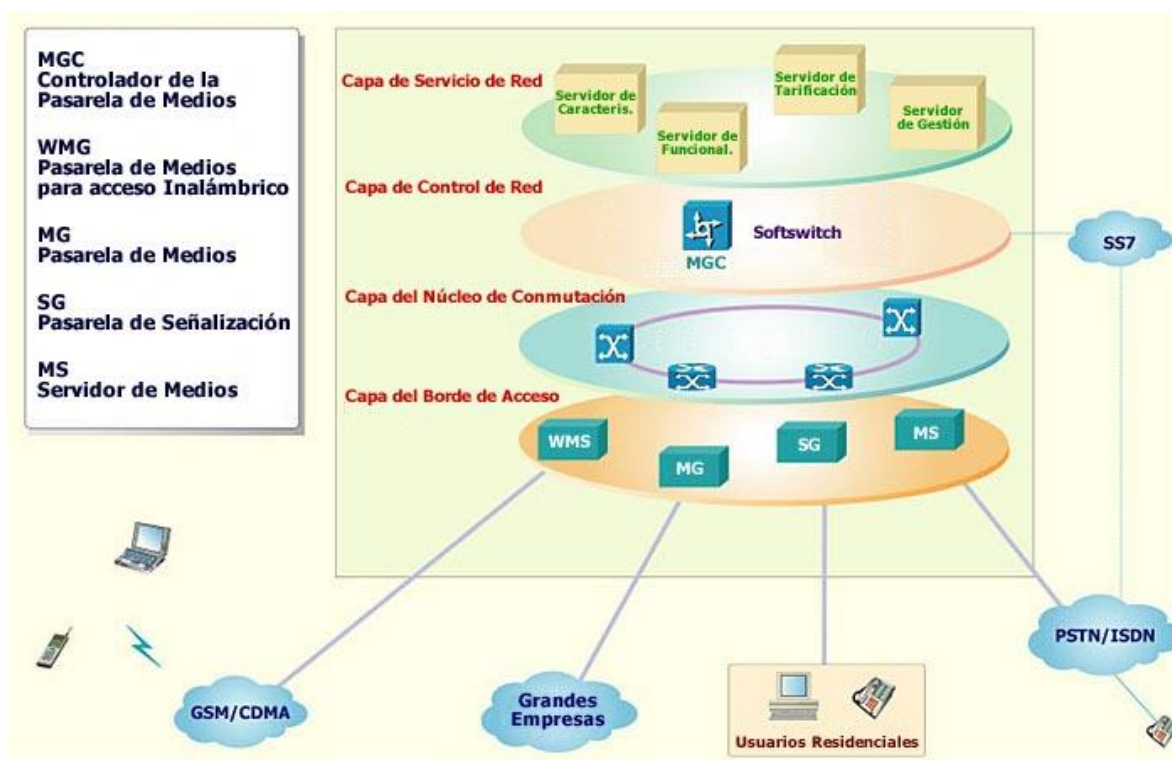 MGC
Controlador de la
Pasarela de Medios
WMG
Pasarela de Medios
para acceso Inalámbrico
MG
Pasarela de Medios
SG
Pasarela de Señalización
MS
Servidor de Medios
Capa de Servicio de Red
Servidor de
Caracteris.
Servidor de
Funcional.
Servidor de
Tarificación
Servidor
de Gestión
Capa de Control de Red
MGC
Softswitch
SS7
Capa del Núcleo de Conmutación
Capa del Borde de Acceso
WMS
MG
SG
MS
GSM/CDMA
Grandes
Empresas
Usuarios Residenciales
PSTN/ISDN